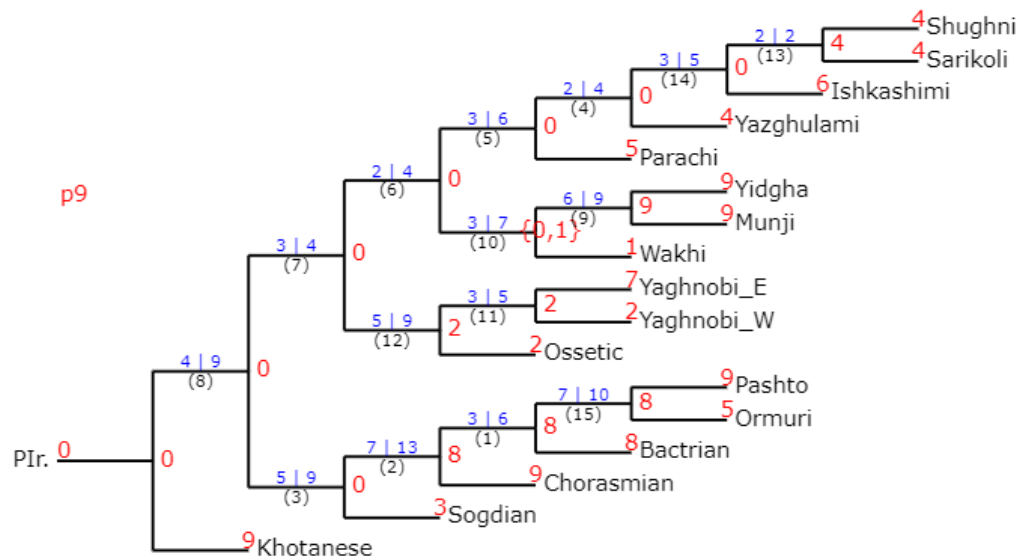 4 Shughni
2 | 2
(13)
4
4 Sarikoli
3 | 5
(14)
0
6 Ishkashimi
2 | 4
(4)
0
4 Yazghulami
3 | 6
(5)
0
5 Parachi
2 | 4
(6)
0
p9
9 Yidgha
6 | 9
(9)
9
9 Munji
3 | 7
(10)
{0,1}
1 Wakhi
3 | 4
(7)
0
7 Yaghnobi_E
3 | 5
(11)
2
2 Yaghnobi_W
5 | 9
(12)
2
2 Ossetic
4 | 9
(8)
0
9 Pashto
7 | 10
(15)
8
5 Ormuri
3 | 6
(1)
8
8 Bactrian
7 | 13
(2)
8
9 Chorasmian
PIr. 0
0
5 | 9
(3)
0
3 Sogdian
9 Khotanese